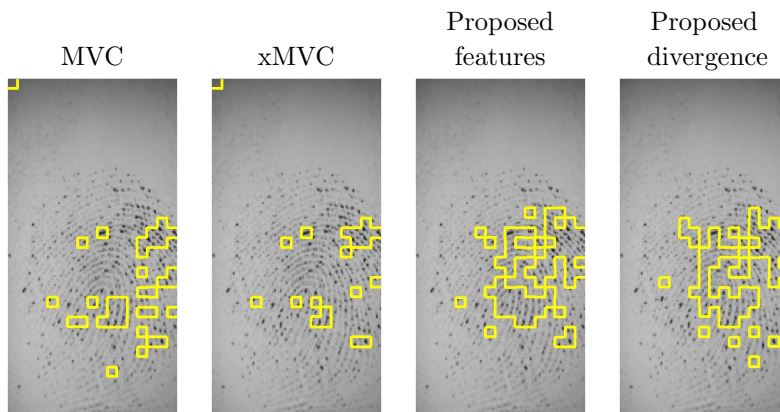 MVC
xMVC
Proposed
features
Proposed
divergence